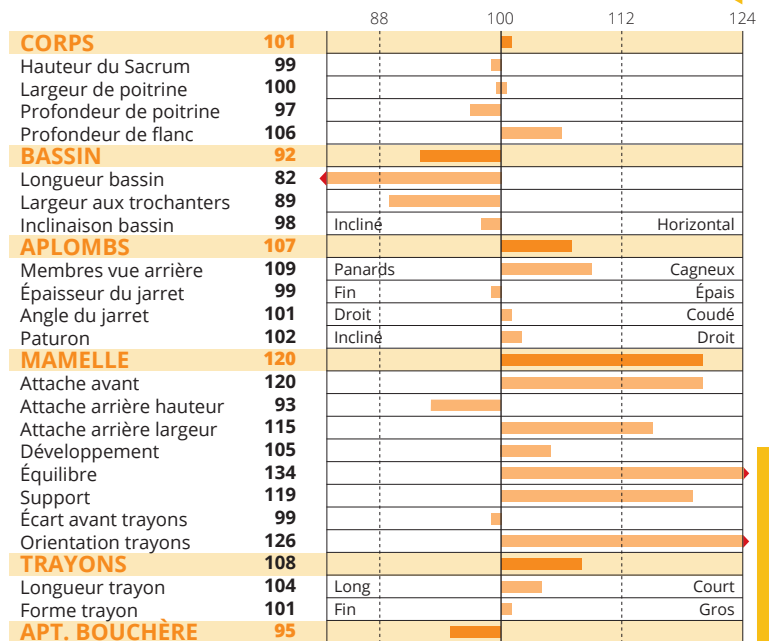 88 100 112 124
CORPS 101
Hauteur du Sacrum 99
Largeur de poitrine 100
Profondeur de poitrine 97
Profondeur de flanc 106
BASSIN 92
Longueur bassin 82
Largeur aux trochanters 89
Inclinaison bassin 98 Incliné Horizontal
APLOMBS 107
Membres vue arrière 109 Panards Cagneux
Épaisseur du jarret 99 Fin Épais
Angle du jarret 101 Droit Coudé
Paturon 102 Incliné Droit
MAMELLE 120
Attache avant 120
Attache arrière hauteur 93
Attache arrière largeur 115
Développement 105
Équilibre 134
Support 119
Écart avant trayons 99
Orientation trayons 126
TRAYONS 108
Longueur trayon 104 Long Court
Forme trayon 101 Fin Gros
APT. BOUCHÈRE 95